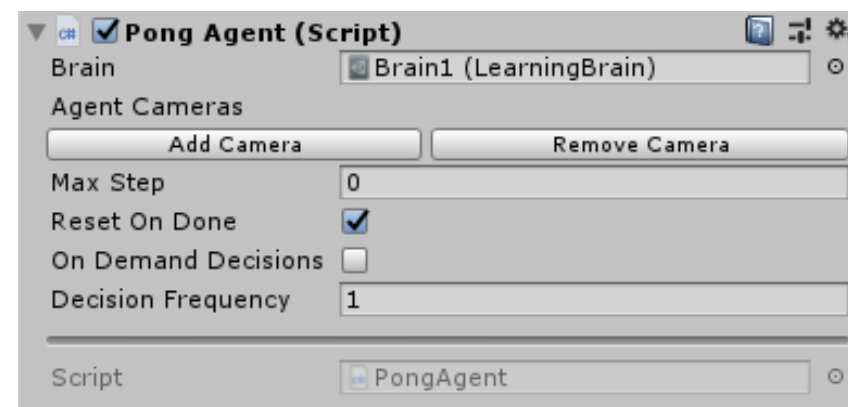 Pong Agent (Script)
Brain Brain1 (LearningBrain)
Agent Cameras
Add Camera Remove Camera
Max Step 0
Reset On Done
On Demand Decisions
Decision Frequency 1
Script PongAgent